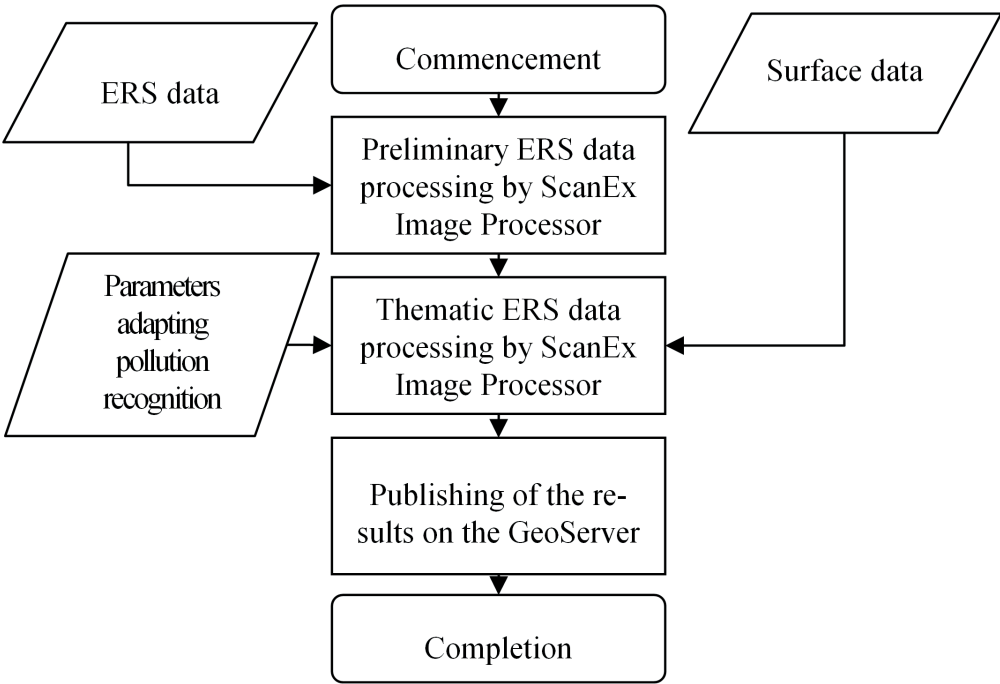 Commencement
ERS data
Surface data
Preliminary ERS data
processing by ScanEx
Image Processor
Parameters
adapting
pollution
recognition
Thematic ERS data
processing by ScanEx
Image Processor
Publishing of the re-
sults on the GeoServer
Completion